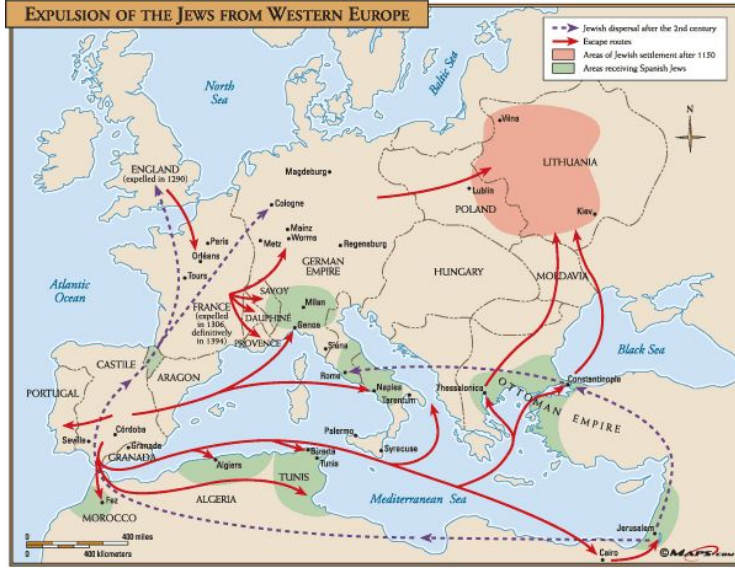 EXPULSION OF THE JEWS FROM WESTERN EUROPE
Jewish dispersal after the 2nd century
Escape routes
Areas of Jewish settlement after 1150
Areas receiving Spanish Jews
North
Sea
Baltic Sea
N
Vilna
LITHUANIA
ENGLAND
(expelled in 1290)
Magdeburg
Lublin
Cologne
POLAND
Kiev
Paris
Mainz
Worms
Metz
Regensburg
Orléans
GERMAN
EMPIRE
Tours
HUNGARY
MOLDAVIA
Atlantic
Ocean
SAVOY
FRANCE
(expelled
in 1306,
definitively
in 1394)
Milan
DAUPHINÉ
Genoe
PROVENCE
Black Sea
CASTILE
Siena
ARAGON
Rome
PORTUGAL
Naples
Thessalonica
Constantinople
Tarentum
OTTOMAN EMPIRE
Córdoba
Seville
Granada
GRANADA
Palermo
Syracuse
Bizerta
Tunis
Algiers
TUNIS
Fez
ALGERIA
Mediterranean Sea
MOROCCO
Jerusalem
0 400 miles
0 400 kilometers
Cairo
©MAPS.com